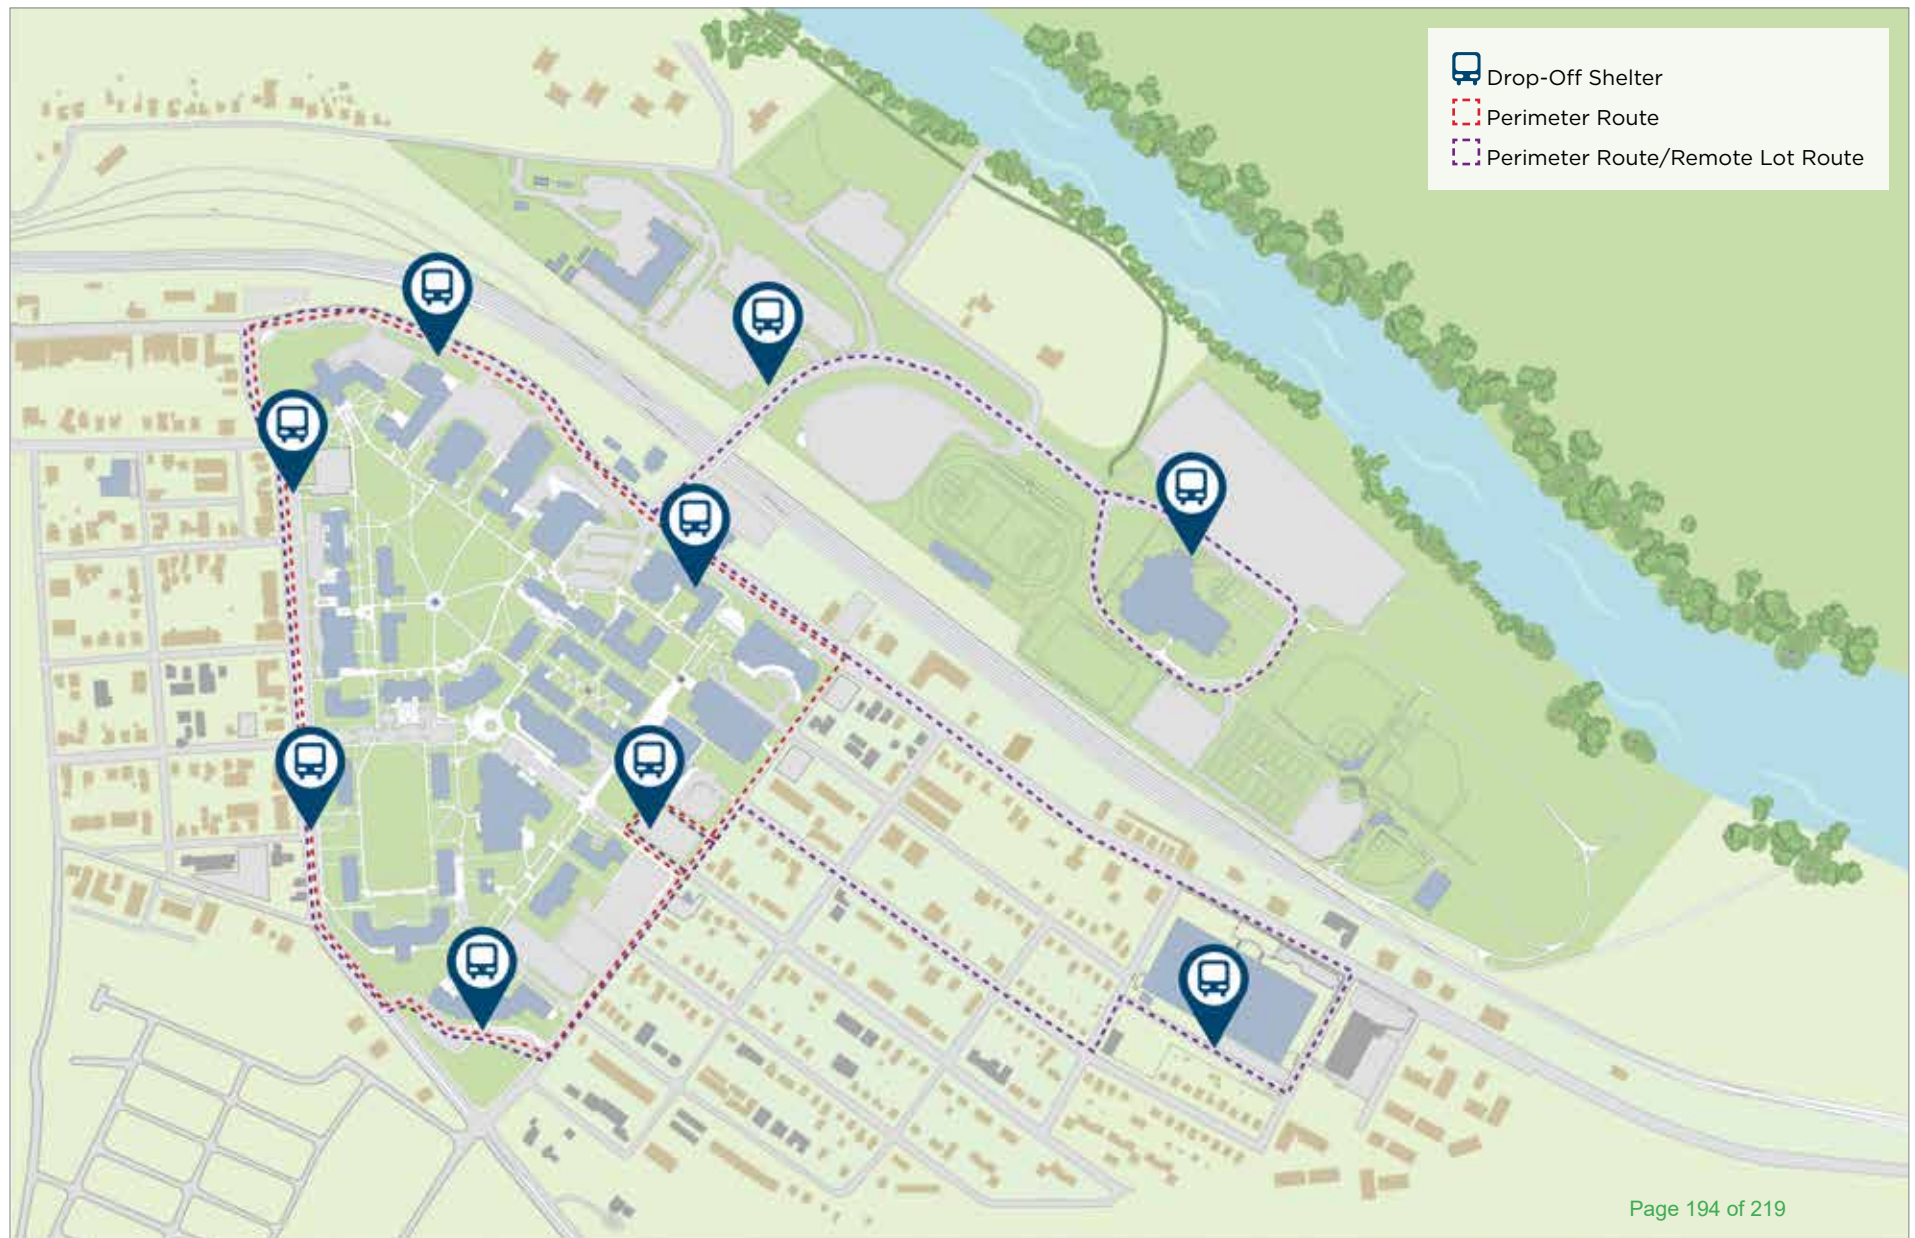 Drop-Off Shelter
Perimeter Route
Perimeter Route/Remote Lot Route
Page 194 of 219